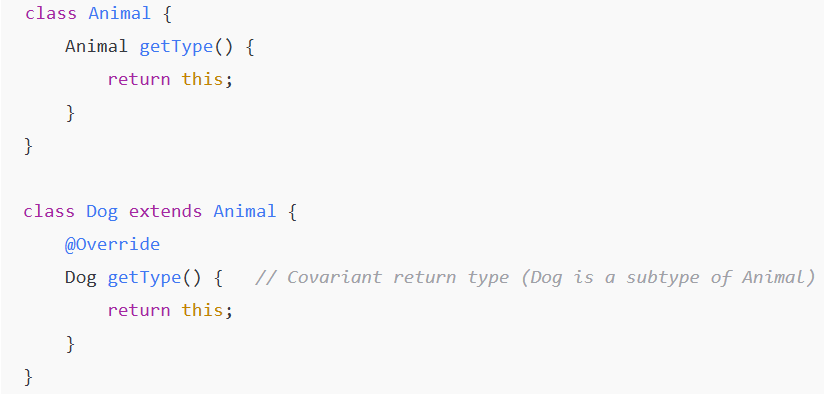 class Animal {
    Animal getType() {
        return this;
    }
}

class Dog extends Animal {
    @Override
    Dog getType() {   // Covariant return type (Dog is a subtype of Animal)
        return this;
    }
}